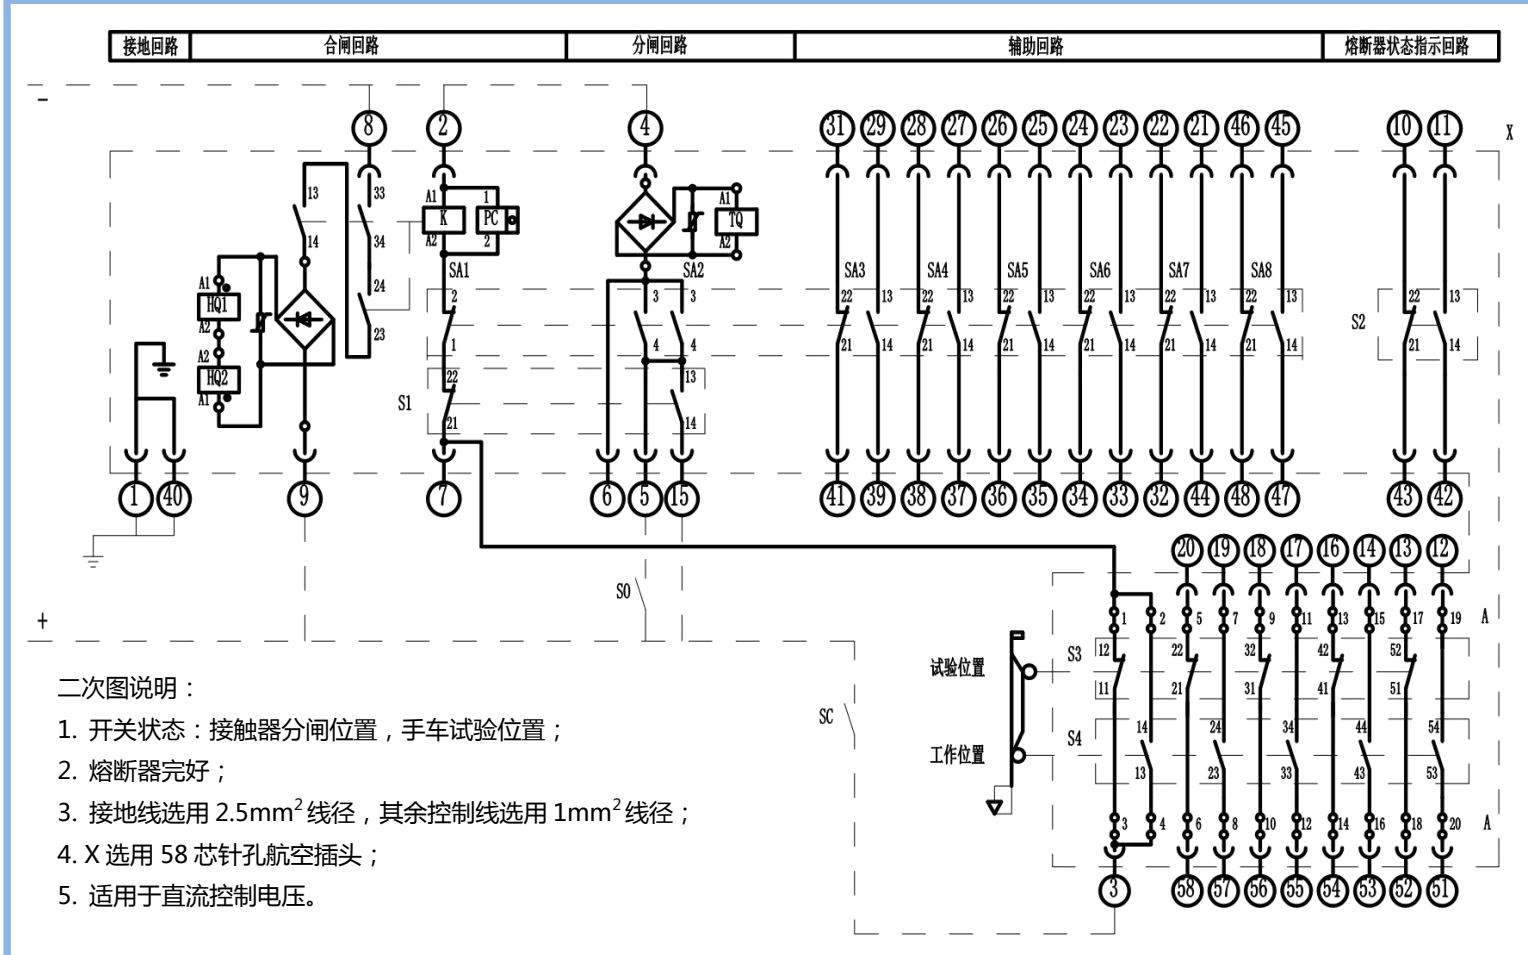 接地回路 合闸回路 分闸回路 辅助回路 熔断器状态指示回路
-
8 2 4 31 29 28 27 26 25 24 23 22 21 46 45 10 11
X
13 33 A1 1 A1
K PC TQ
14 34 A2 2 A2
SA1 SA2 SA3 SA4 SA5 SA6 SA7 SA8
A1 24 2 3 3 22 13 22 13 22 13 22 13 22 13 22 13 22 13
HQ1
S2
A2 23 1 4 4 21 14 21 14 21 14 21 14 21 14 21 14 21 14
A2
HQ2 22 13
A1
S1
21 14
1 40 9 7 6 5 15 41 39 38 37 36 35 34 33 32 44 48 47 43 42
20 19 18 17 16 14 13 12
S0
+
1 2 5 7 9 11 13 15 17 19 A
试验位置 S3 12 22 32 42 52
11 21 31 41 51
SC
工作位置 S4 14 24 34 44 54
13 23 33 43 53
3 4 6 8 10 12 14 16 18 20 A
3 58 57 56 55 54 53 52 51
二次图说明：
1. 开关状态：接触器分闸位置，手车试验位置；
2. 熔断器完好；
3. 接地线选用 2.5mm² 线径，其余控制线选用 1mm² 线径；
4. X 选用 58 芯针孔航空插头；
5. 适用于直流控制电压。